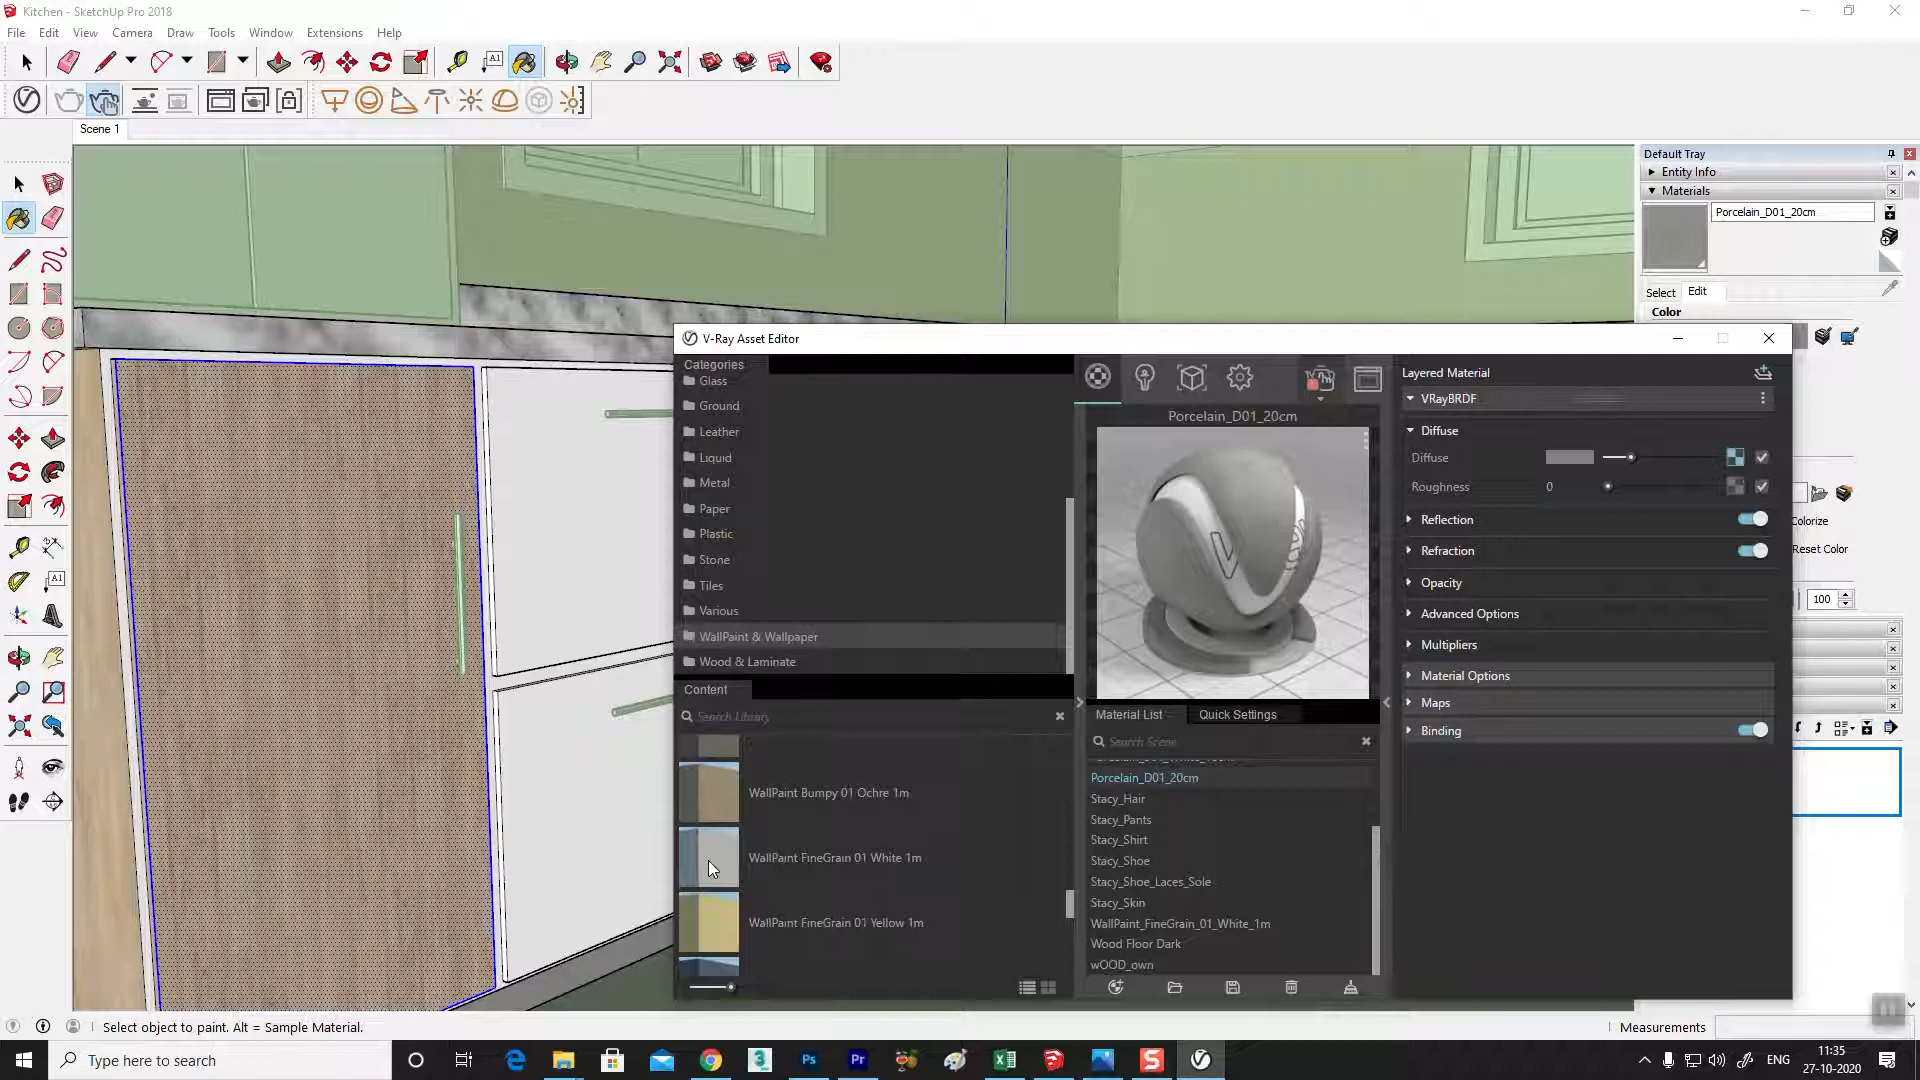 Kitchen - SketchUp Pro 2018
File Edit View Camera Draw Tools Window Extensions Help
Scene 1
Default Tray
Entity Info
Materials
Porcelain_D01_20cm
Select Edit
Color
Colorize
Reset Color
100
V-Ray Asset Editor
Categories
Glass
Ground
Leather
Liquid
Metal
Paper
Plastic
Stone
Tiles
Various
WallPaint & Wallpaper
Wood & Laminate
Content
Search Library
WallPaint Bumpy 01 Ochre 1m
WallPaint FineGrain 01 White 1m
WallPaint FineGrain 01 Yellow 1m
Porcelain_D01_20cm
Material List Quick Settings
Search Scene
Porcelain_D01_20cm
Stacy_Hair
Stacy_Pants
Stacy_Shirt
Stacy_Shoe
Stacy_Shoe_Laces_Sole
Stacy_Skin
WallPaint_FineGrain_01_White_1m
Wood Floor Dark
wOOD_own
Layered Material
VRayBRDF
Diffuse
Diffuse
Roughness 0
Reflection
Refraction
Opacity
Advanced Options
Multipliers
Material Options
Maps
Binding
Select object to paint. Alt = Sample Material.
Measurements
Type here to search
ENG
11:35
27-10-2020